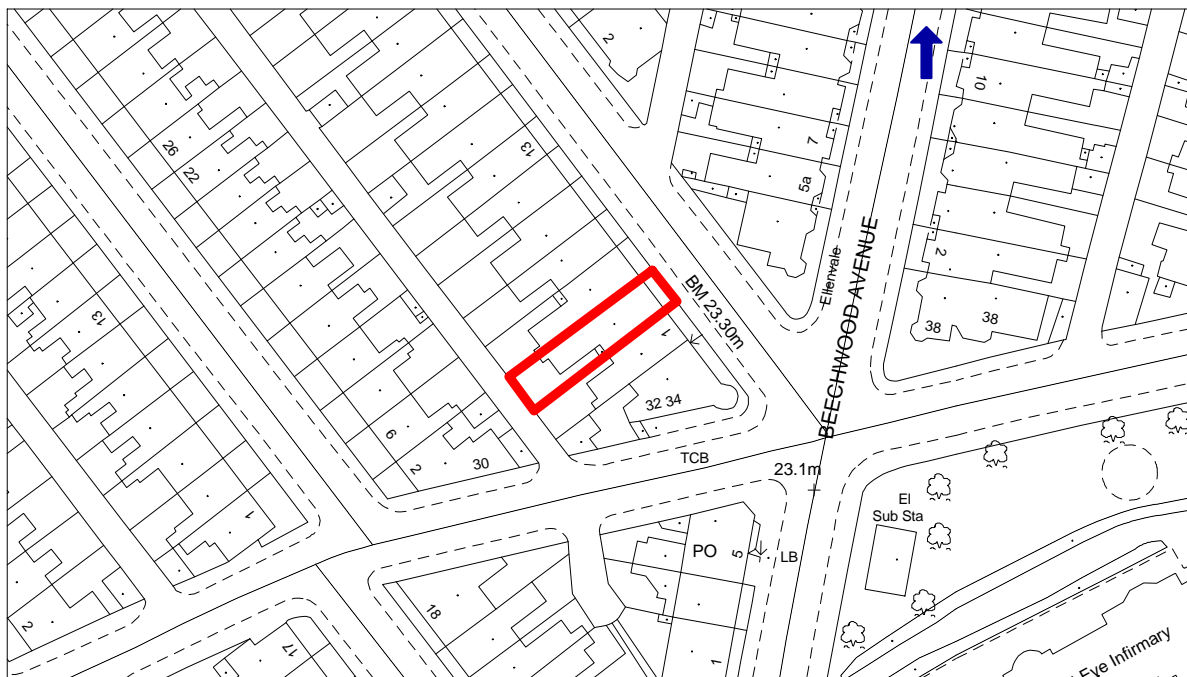 2
10
13
7
26
22
5a
BEECHWOOD AVENUE
Ellenvale
2
BM 23.30m
13
1
38
38
32 34
6
2
30
TCB
23.1m
1
El
Sub Sta
PO
5
LB
18
2
17
1
Eye Infirmary